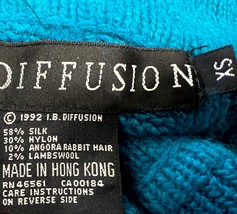 DIFFUSION
XS
© 1992 I.B. DIFFUSION
58% SILK
30% NYLON
10% ANGORA RABBIT HAIR
2% LAMBSWOOL
MADE IN HONG KONG
RN46561 CA00184
CARE INSTRUCTIONS
ON REVERSE SIDE